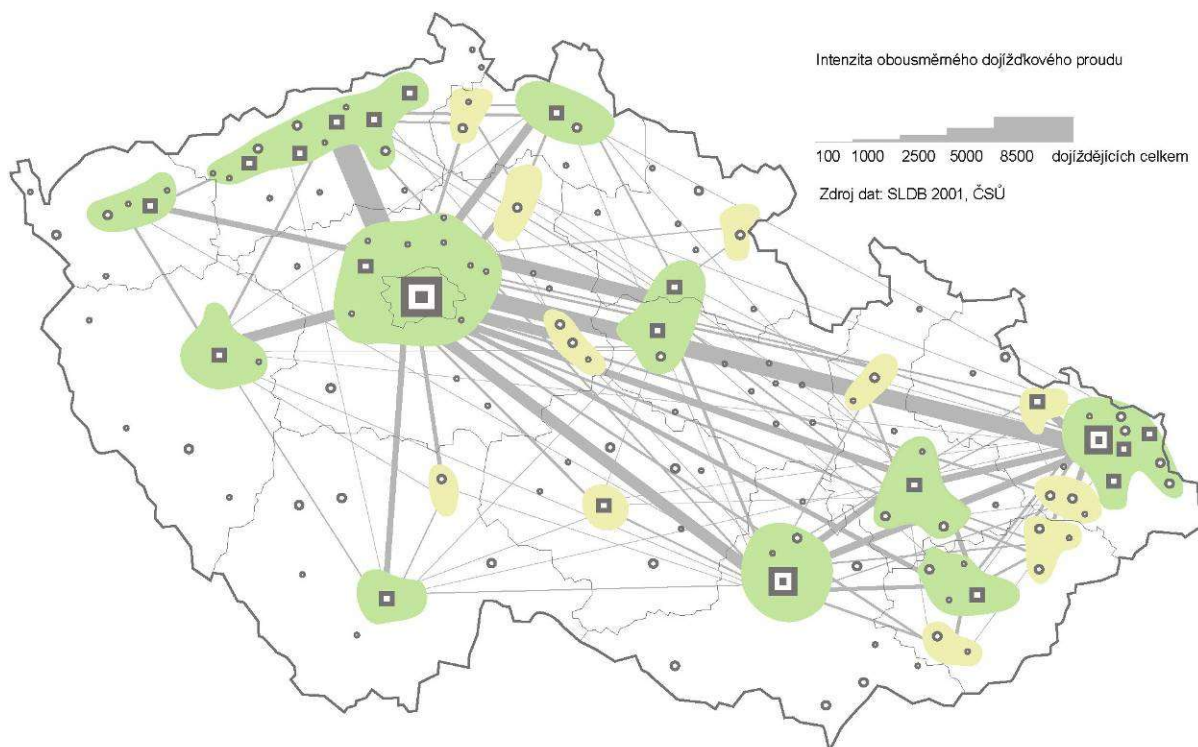 Intenzita obousměrného dojížďkového proudu
100 1000 2500 5000 8500 dojíždějících celkem
Zdroj dat: SLDB 2001, ČSÚ